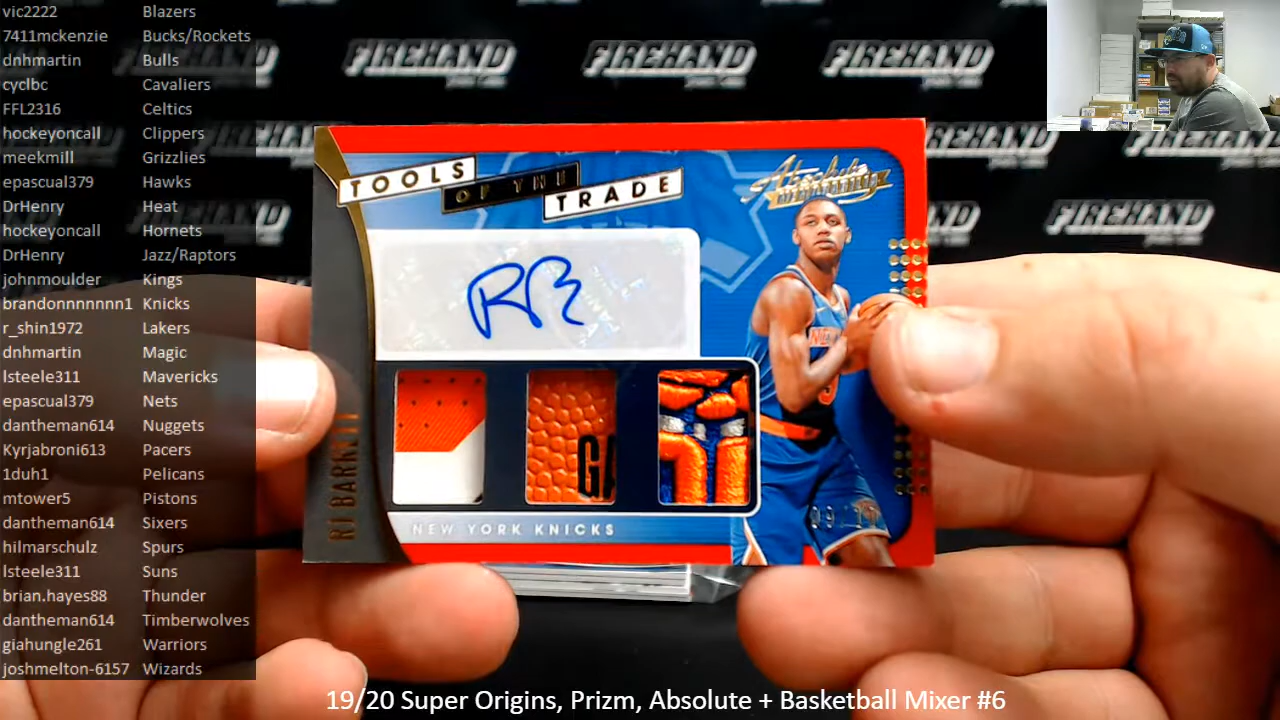 vic2222 Blazers
7411mckenzie Bucks/Rockets
dnhmartin Bulls
cyclbc Cavaliers
FFL2316 Celtics
hockeyoncall Clippers
meekmill Grizzlies
epascual379 Hawks
DrHenry Heat
hockeyoncall Hornets
DrHenry Jazz/Raptors
johnmoulder Kings
brandonnnnnnn1 Knicks
r_shin1972 Lakers
dnhmartin Magic
lsteele311 Mavericks
epascual379 Nets
dantheman614 Nuggets
Kyrjabroni613 Pacers
1duh1 Pelicans
mtower5 Pistons
dantheman614 Sixers
hilmarschulz Spurs
lsteele311 Suns
brian.hayes88 Thunder
dantheman614 Timberwolves
giahungle261 Warriors
joshmelton-6157 Wizards
FIREHAND FIREHAND FIREHAND
FIREHAND
TOOLS
OF THE
TRADE
Absolute
RJ BARRETT
GA
NEW YORK KNICKS
19/20 Super Origins, Prizm, Absolute + Basketball Mixer #6